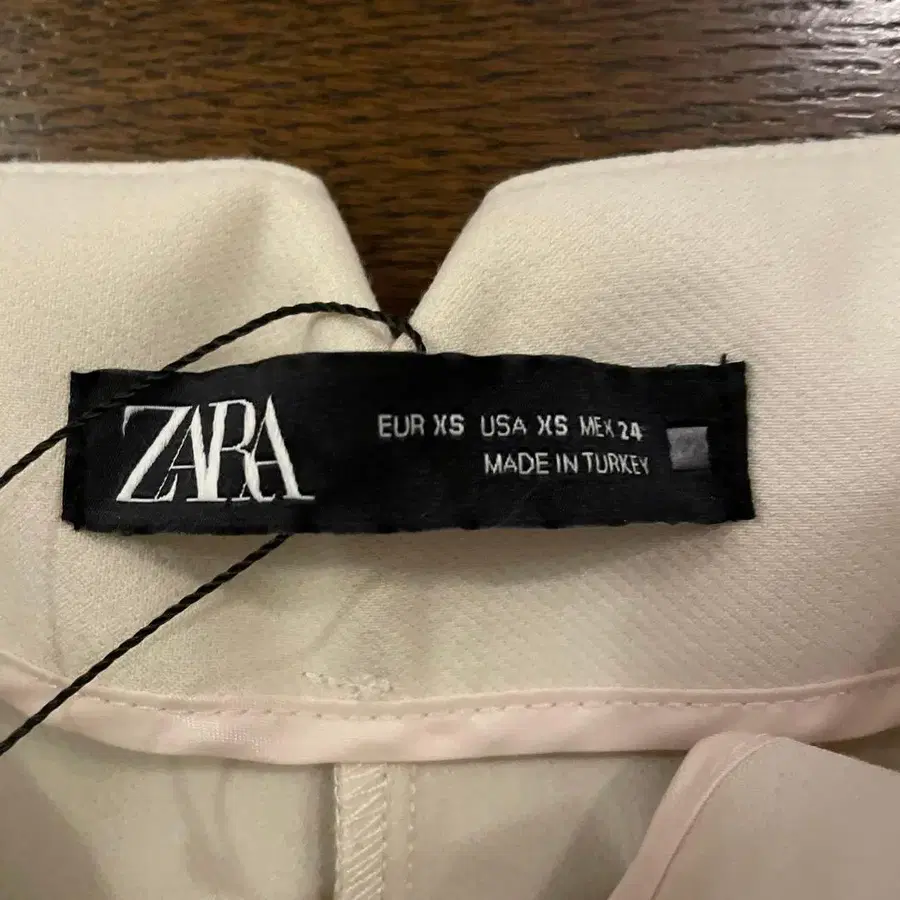 ZARA
EUR XS USA XS MEX 24
MADE IN TURKEY